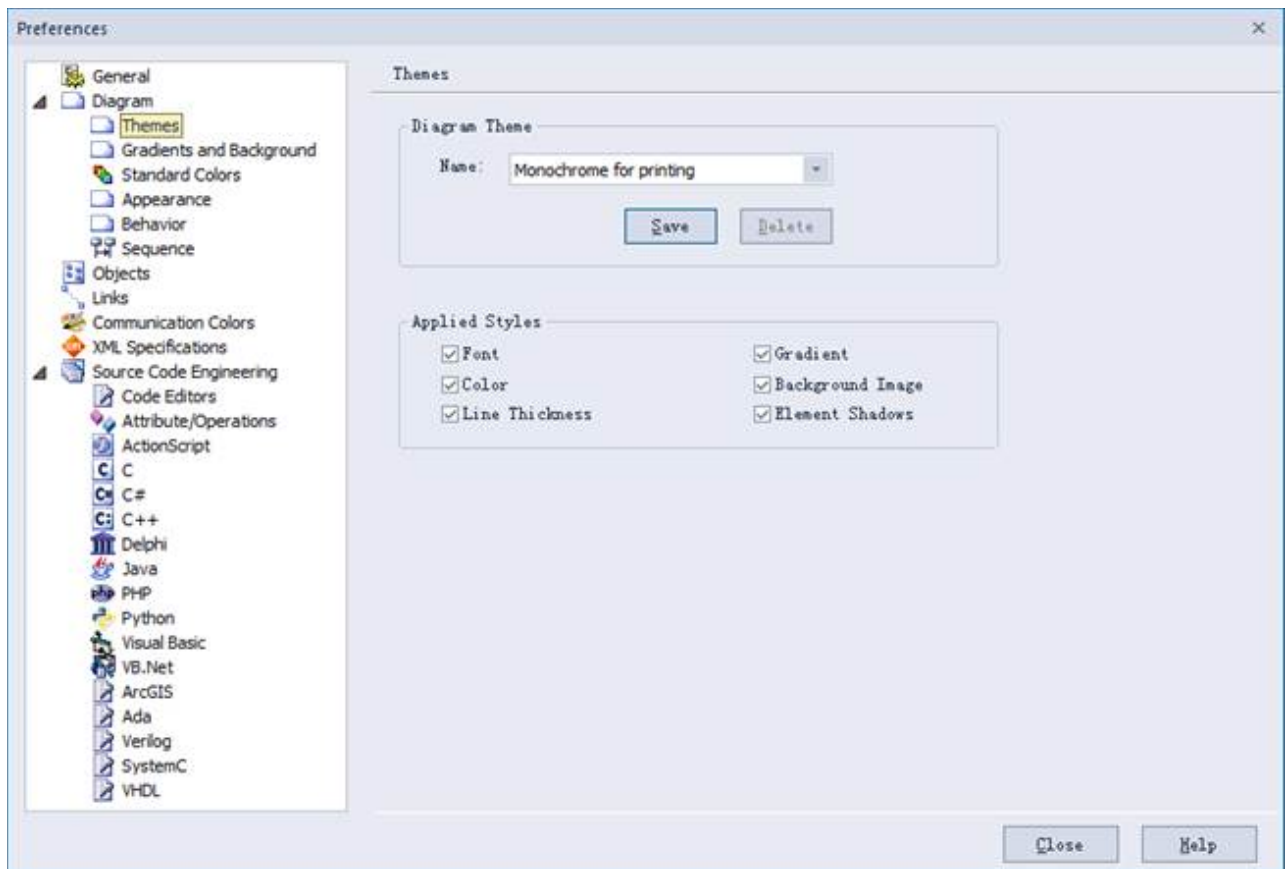 Preferences
General
Diagram
Themes
Gradients and Background
Standard Colors
Appearance
Behavior
Sequence
Objects
Links
Communication Colors
XML Specifications
Source Code Engineering
Code Editors
Attribute/Operations
ActionScript
C
C#
C++
Delphi
Java
PHP
Python
Visual Basic
VB.Net
ArcGIS
Ada
Verilog
SystemC
VHDL
Themes
Diagram Theme
Name: Monochrome for printing
Save Delete
Applied Styles
Font Gradient
Color Background Image
Line Thickness Element Shadows
Close Help